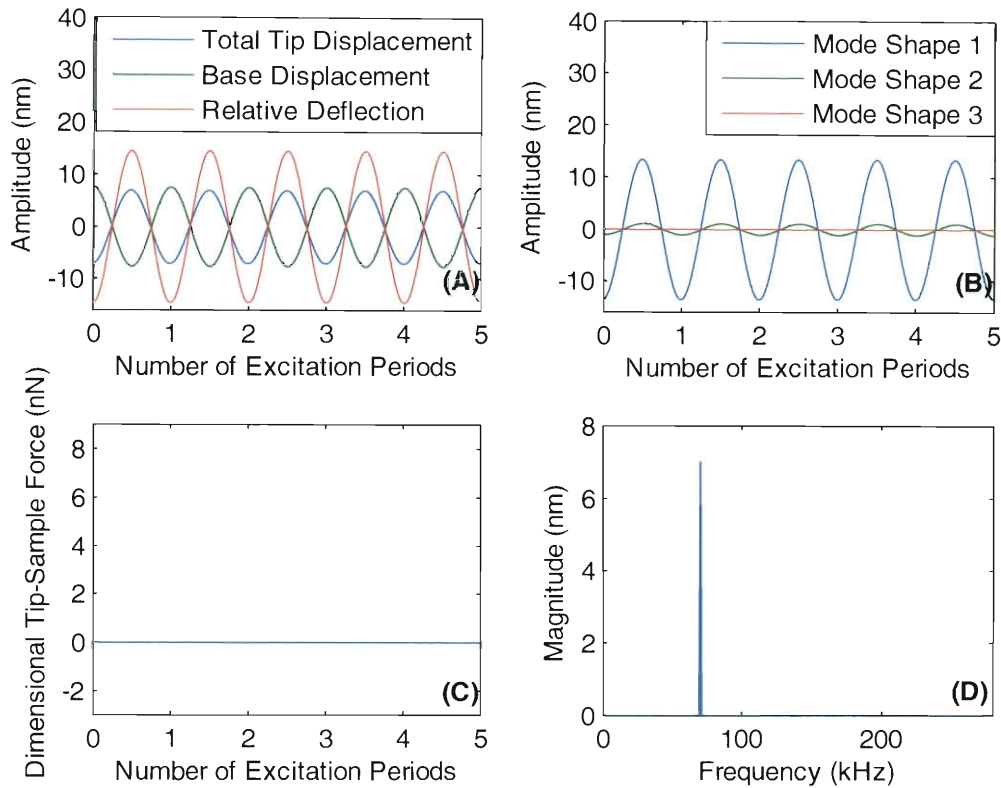 40
30
20
10
0
-10
Amplitude (nm)
Total Tip Displacement
Base Displacement
Relative Deflection
(A)
0 1 2 3 4 5
Number of Excitation Periods
40
30
20
10
0
-10
Amplitude (nm)
Mode Shape 1
Mode Shape 2
Mode Shape 3
(B)
0 1 2 3 4 5
Number of Excitation Periods
8
6
4
2
0
-2
Dimensional Tip-Sample Force (nN)
(C)
0 1 2 3 4 5
Number of Excitation Periods
8
6
4
2
0
Magnitude (nm)
(D)
0 100 200
Frequency (kHz)